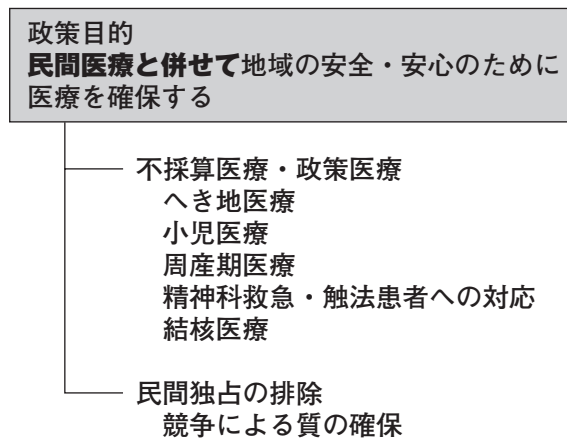 政策目的
民間医療と併せて地域の安全・安心のために
医療を確保する
不採算医療・政策医療
へき地医療
小児医療
周産期医療
精神科救急・触法患者への対応
結核医療
民間独占の排除
競争による質の確保